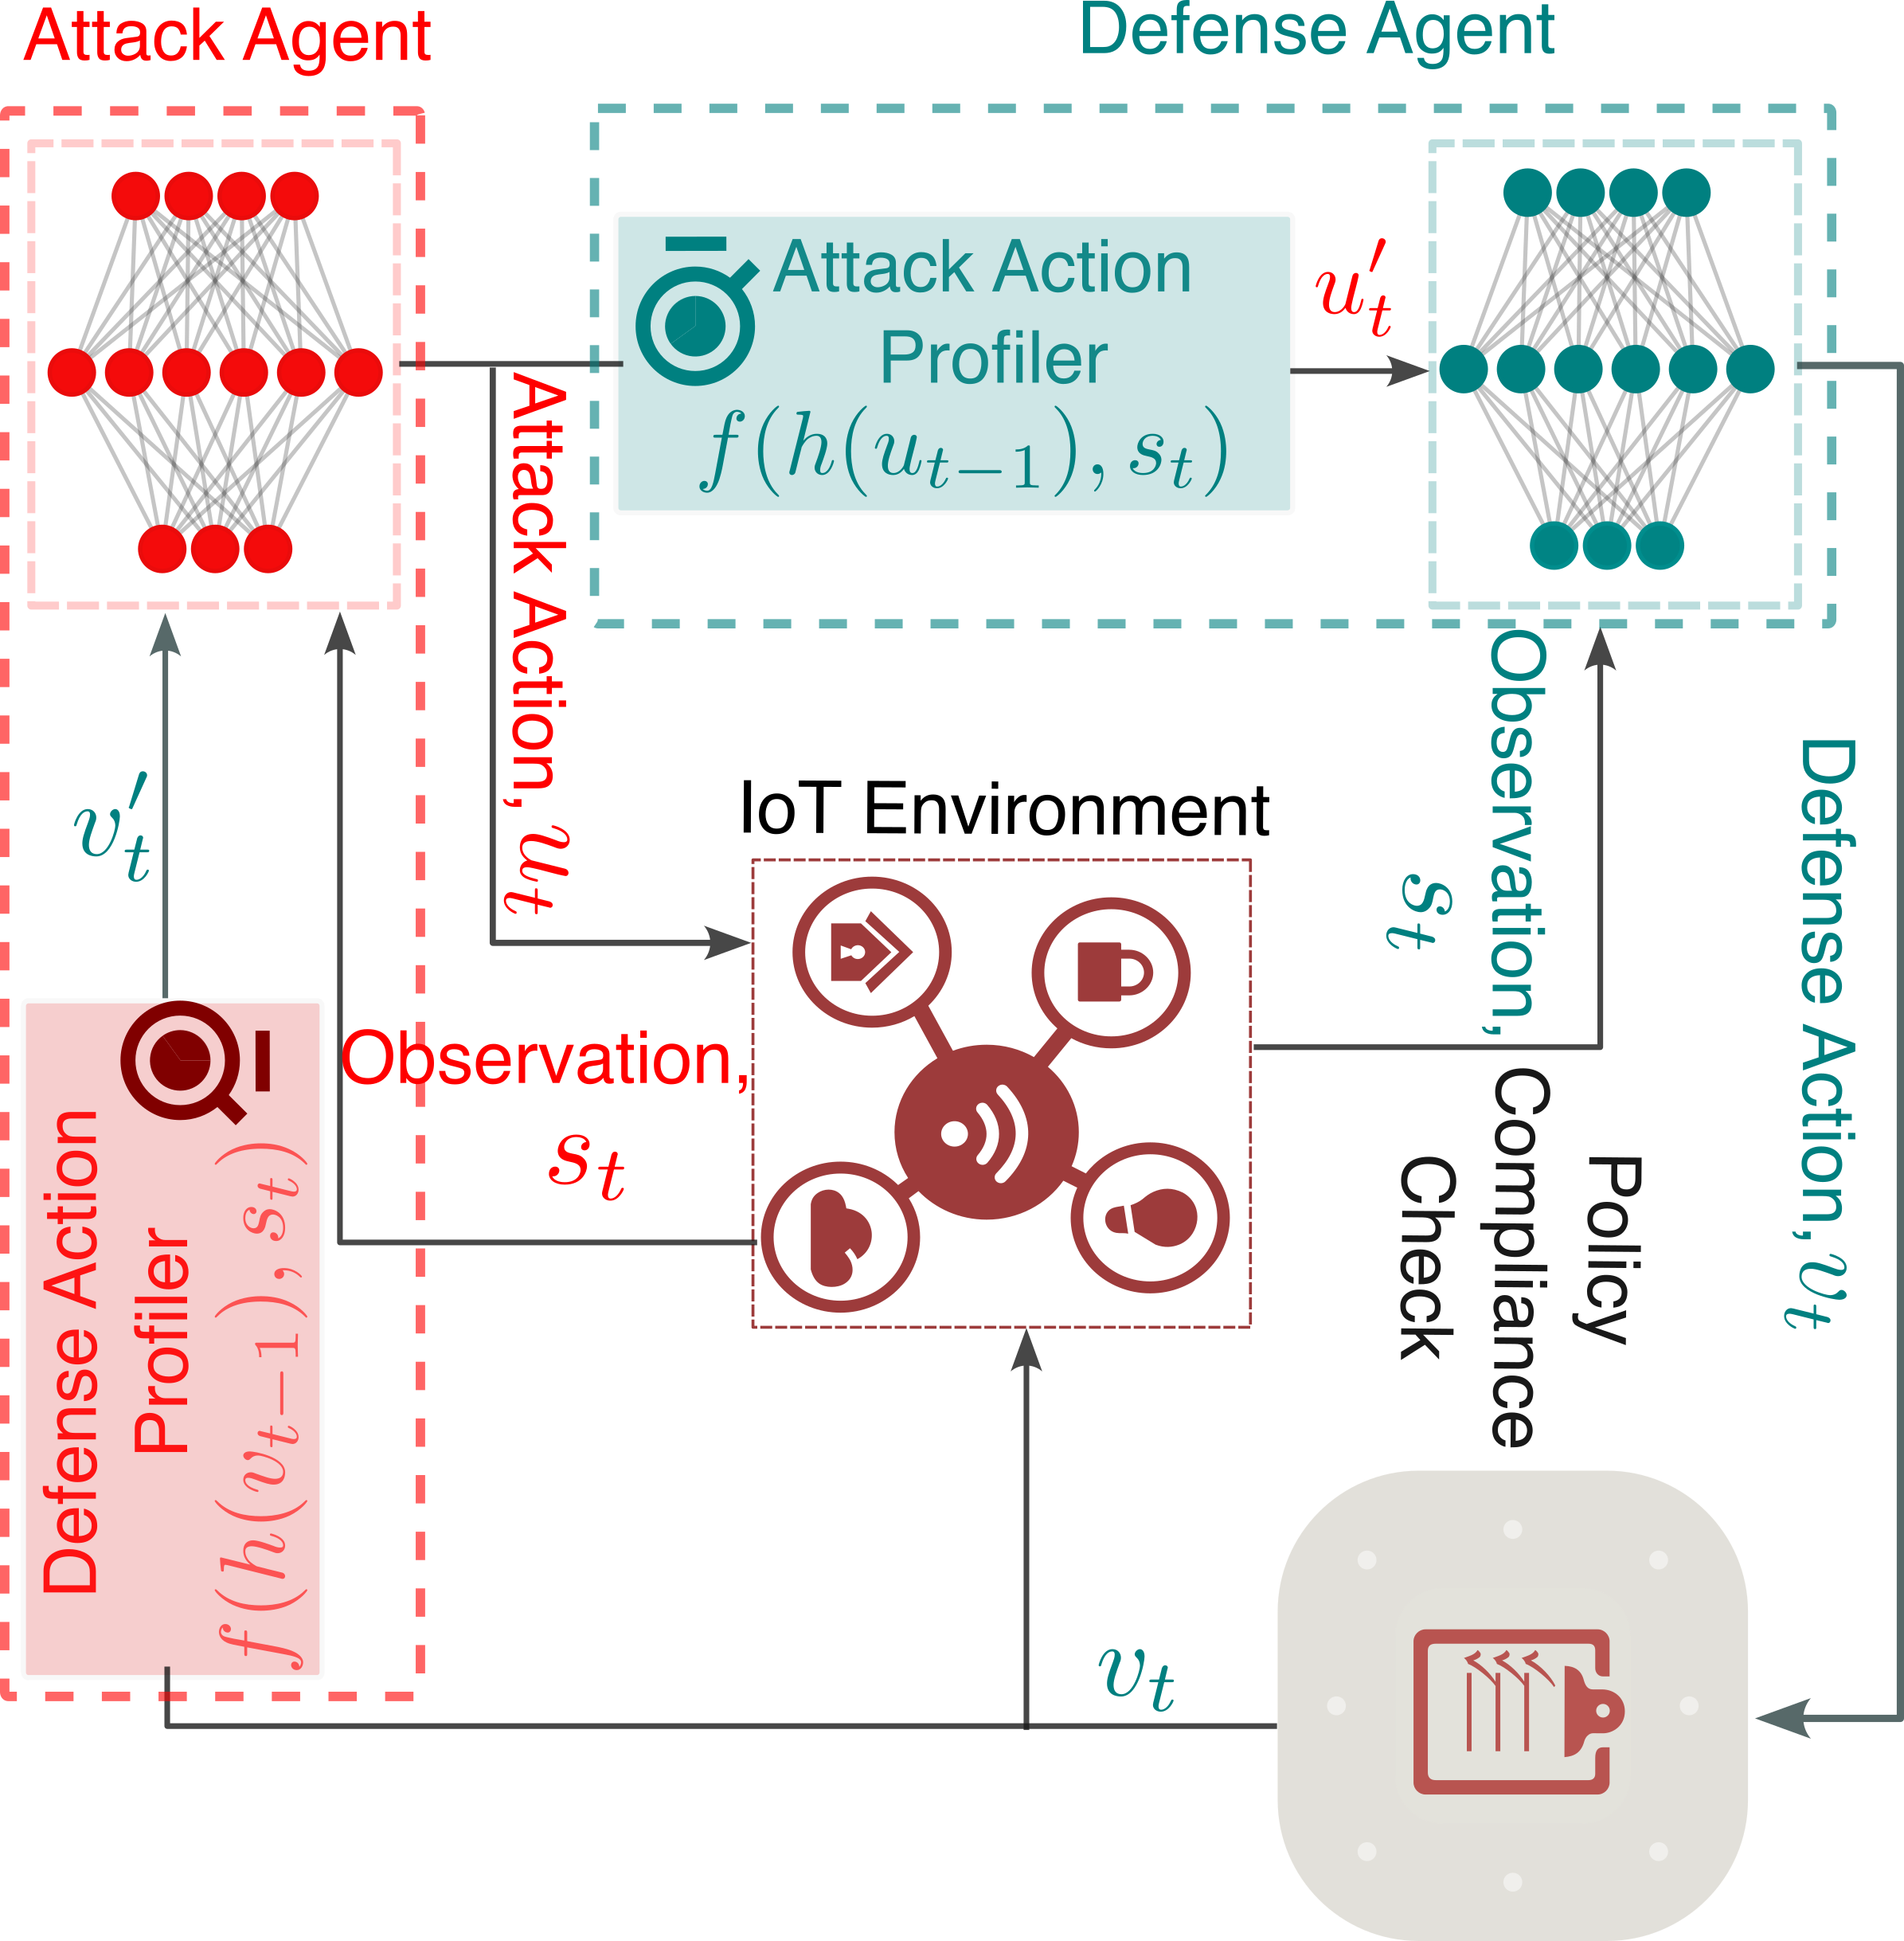 Attack Agent
Defense Agent
Attack Action
Profiler
f(h(u_{t-1}), s_t)
u'_t
Attack Action, u_t
Observation,
s_t
Defense Action, v_t
v'_t
IoT Environment
Observation,
s_t
Defense Action
Profiler
f(h(v_{t-1}), s_t)
Policy
Compliance
Check
v_t